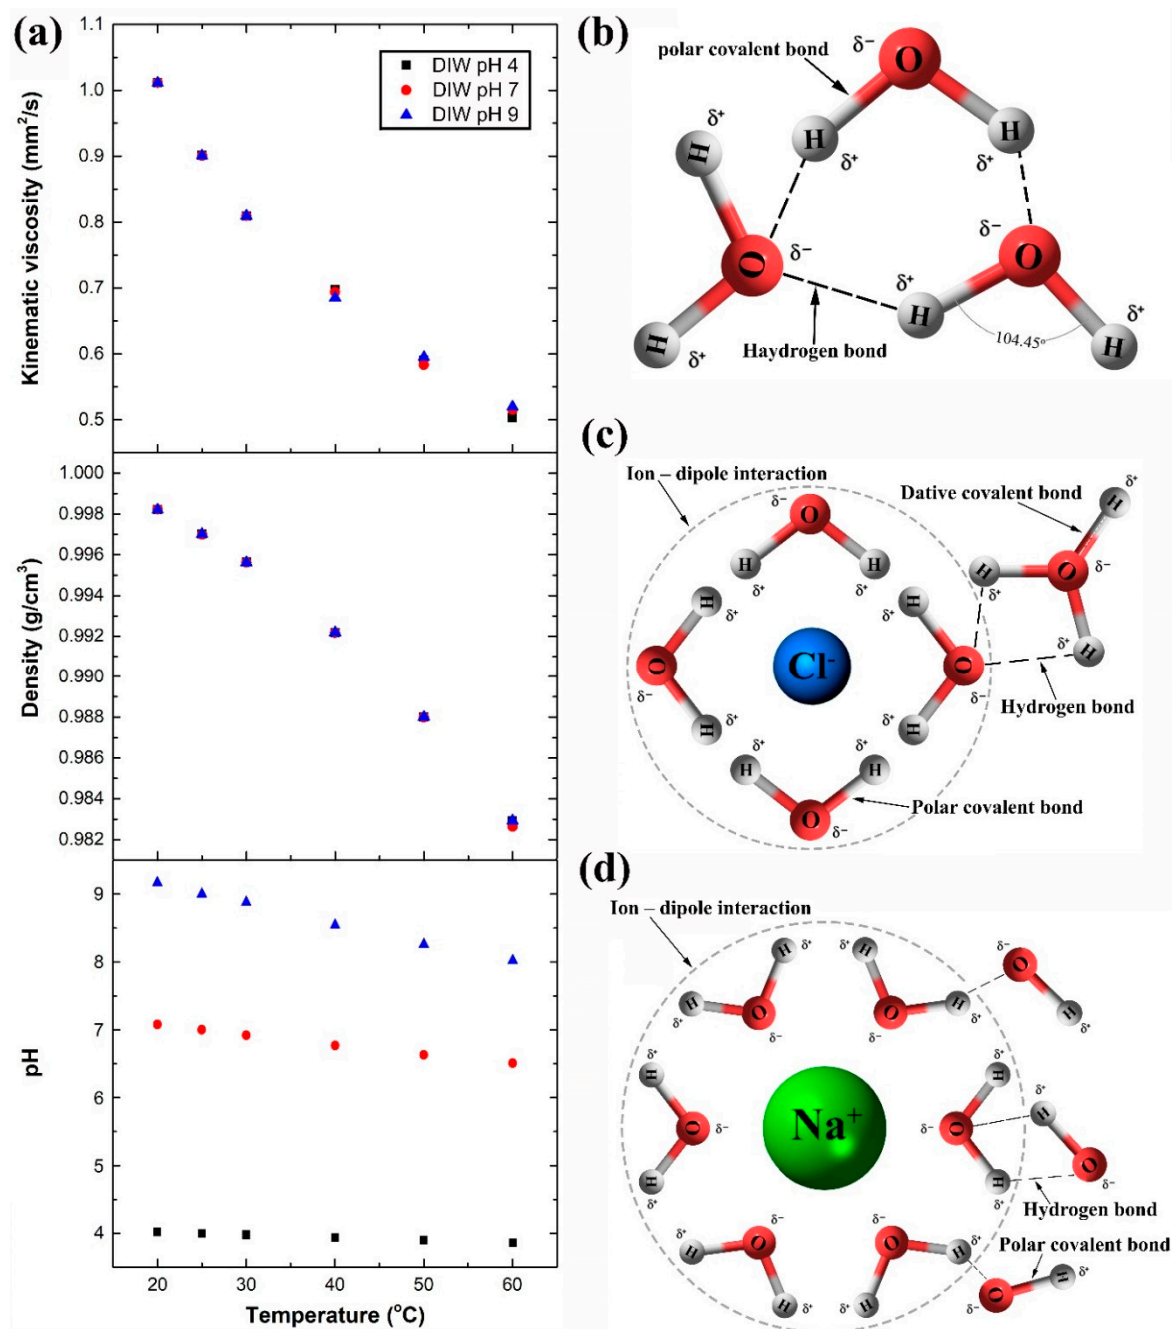 (a)
1.1
1.0
0.9
0.8
0.7
0.6
0.5
Kinematic viscosity (mm²/s)
DIW pH 4
DIW pH 7
DIW pH 9
1.000
0.998
0.996
0.994
0.992
0.990
0.988
0.986
0.984
0.982
Density (g/cm³)
9
8
7
6
5
4
pH
20 30 40 50 60
Temperature (°C)
(b)
polar covalent bond
δ−
O
H
H
δ+
δ+
δ+
H
O
δ−
H
δ+
δ−
O
δ+
H
δ+
H
104.45°
Haydrogen bond
(c)
Ion – dipole interaction
δ−
O
H
H
δ+
δ+
Dative covalent bond
δ+
H
H
δ+
O
δ−
δ+
H
H
δ+
O
δ−
H
δ+
Cl⁻
δ+
H
O
δ−
δ+
H
Hydrogen bond
δ+
δ+
H
H
O
δ−
Polar covalent bond
(d)
Ion – dipole interaction
H
δ+
H
δ+
O
δ−
δ+
H
O
δ−
H
δ+
δ−
O
H
δ+
δ+
H
O
δ−
H
δ+
Na⁺
δ+
H
δ−
O
H
δ+
δ+
H
O
δ−
Hydrogen bond
Polar covalent bond
H
δ+
O
δ−
H
δ+
δ−
O
H
δ+
H
δ+
O
δ−
H
δ+